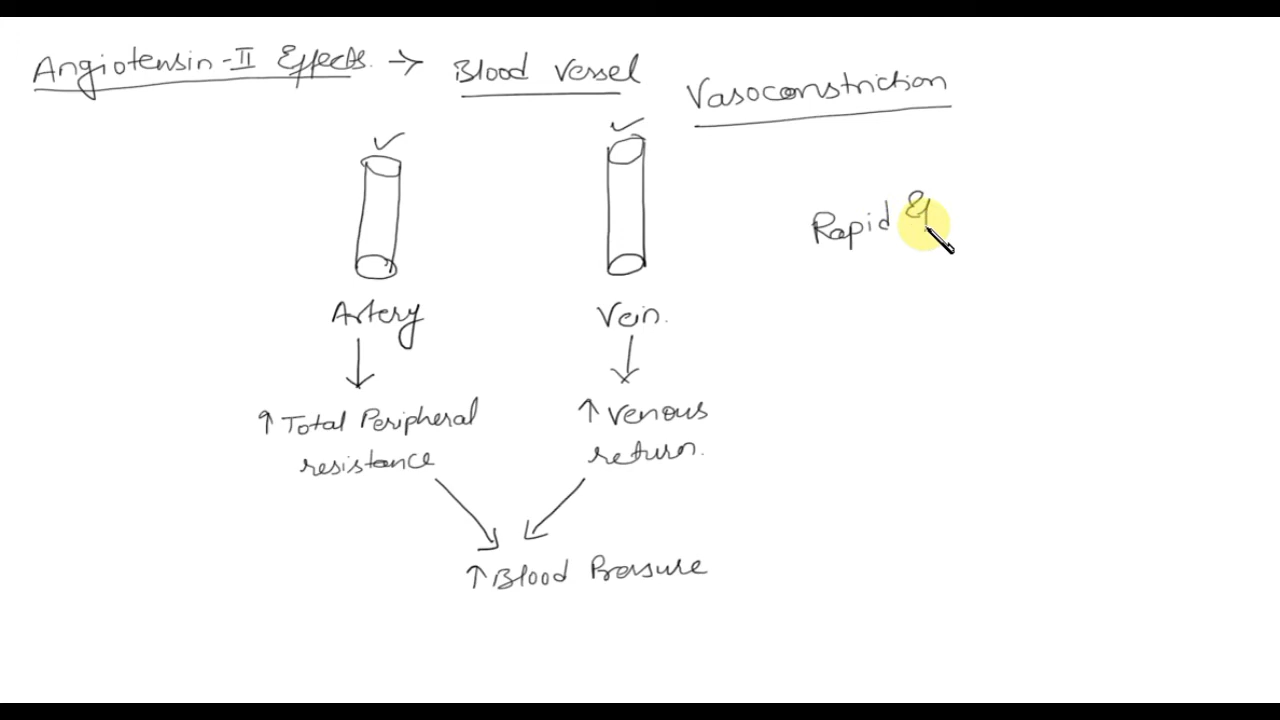 Angiotensin-II Effects → Blood Vessel
Vasoconstriction
Rapid
Artery
Vein.
↑ Total Peripheral
resistance
↑ Venous
return.
↑ Blood Pressure